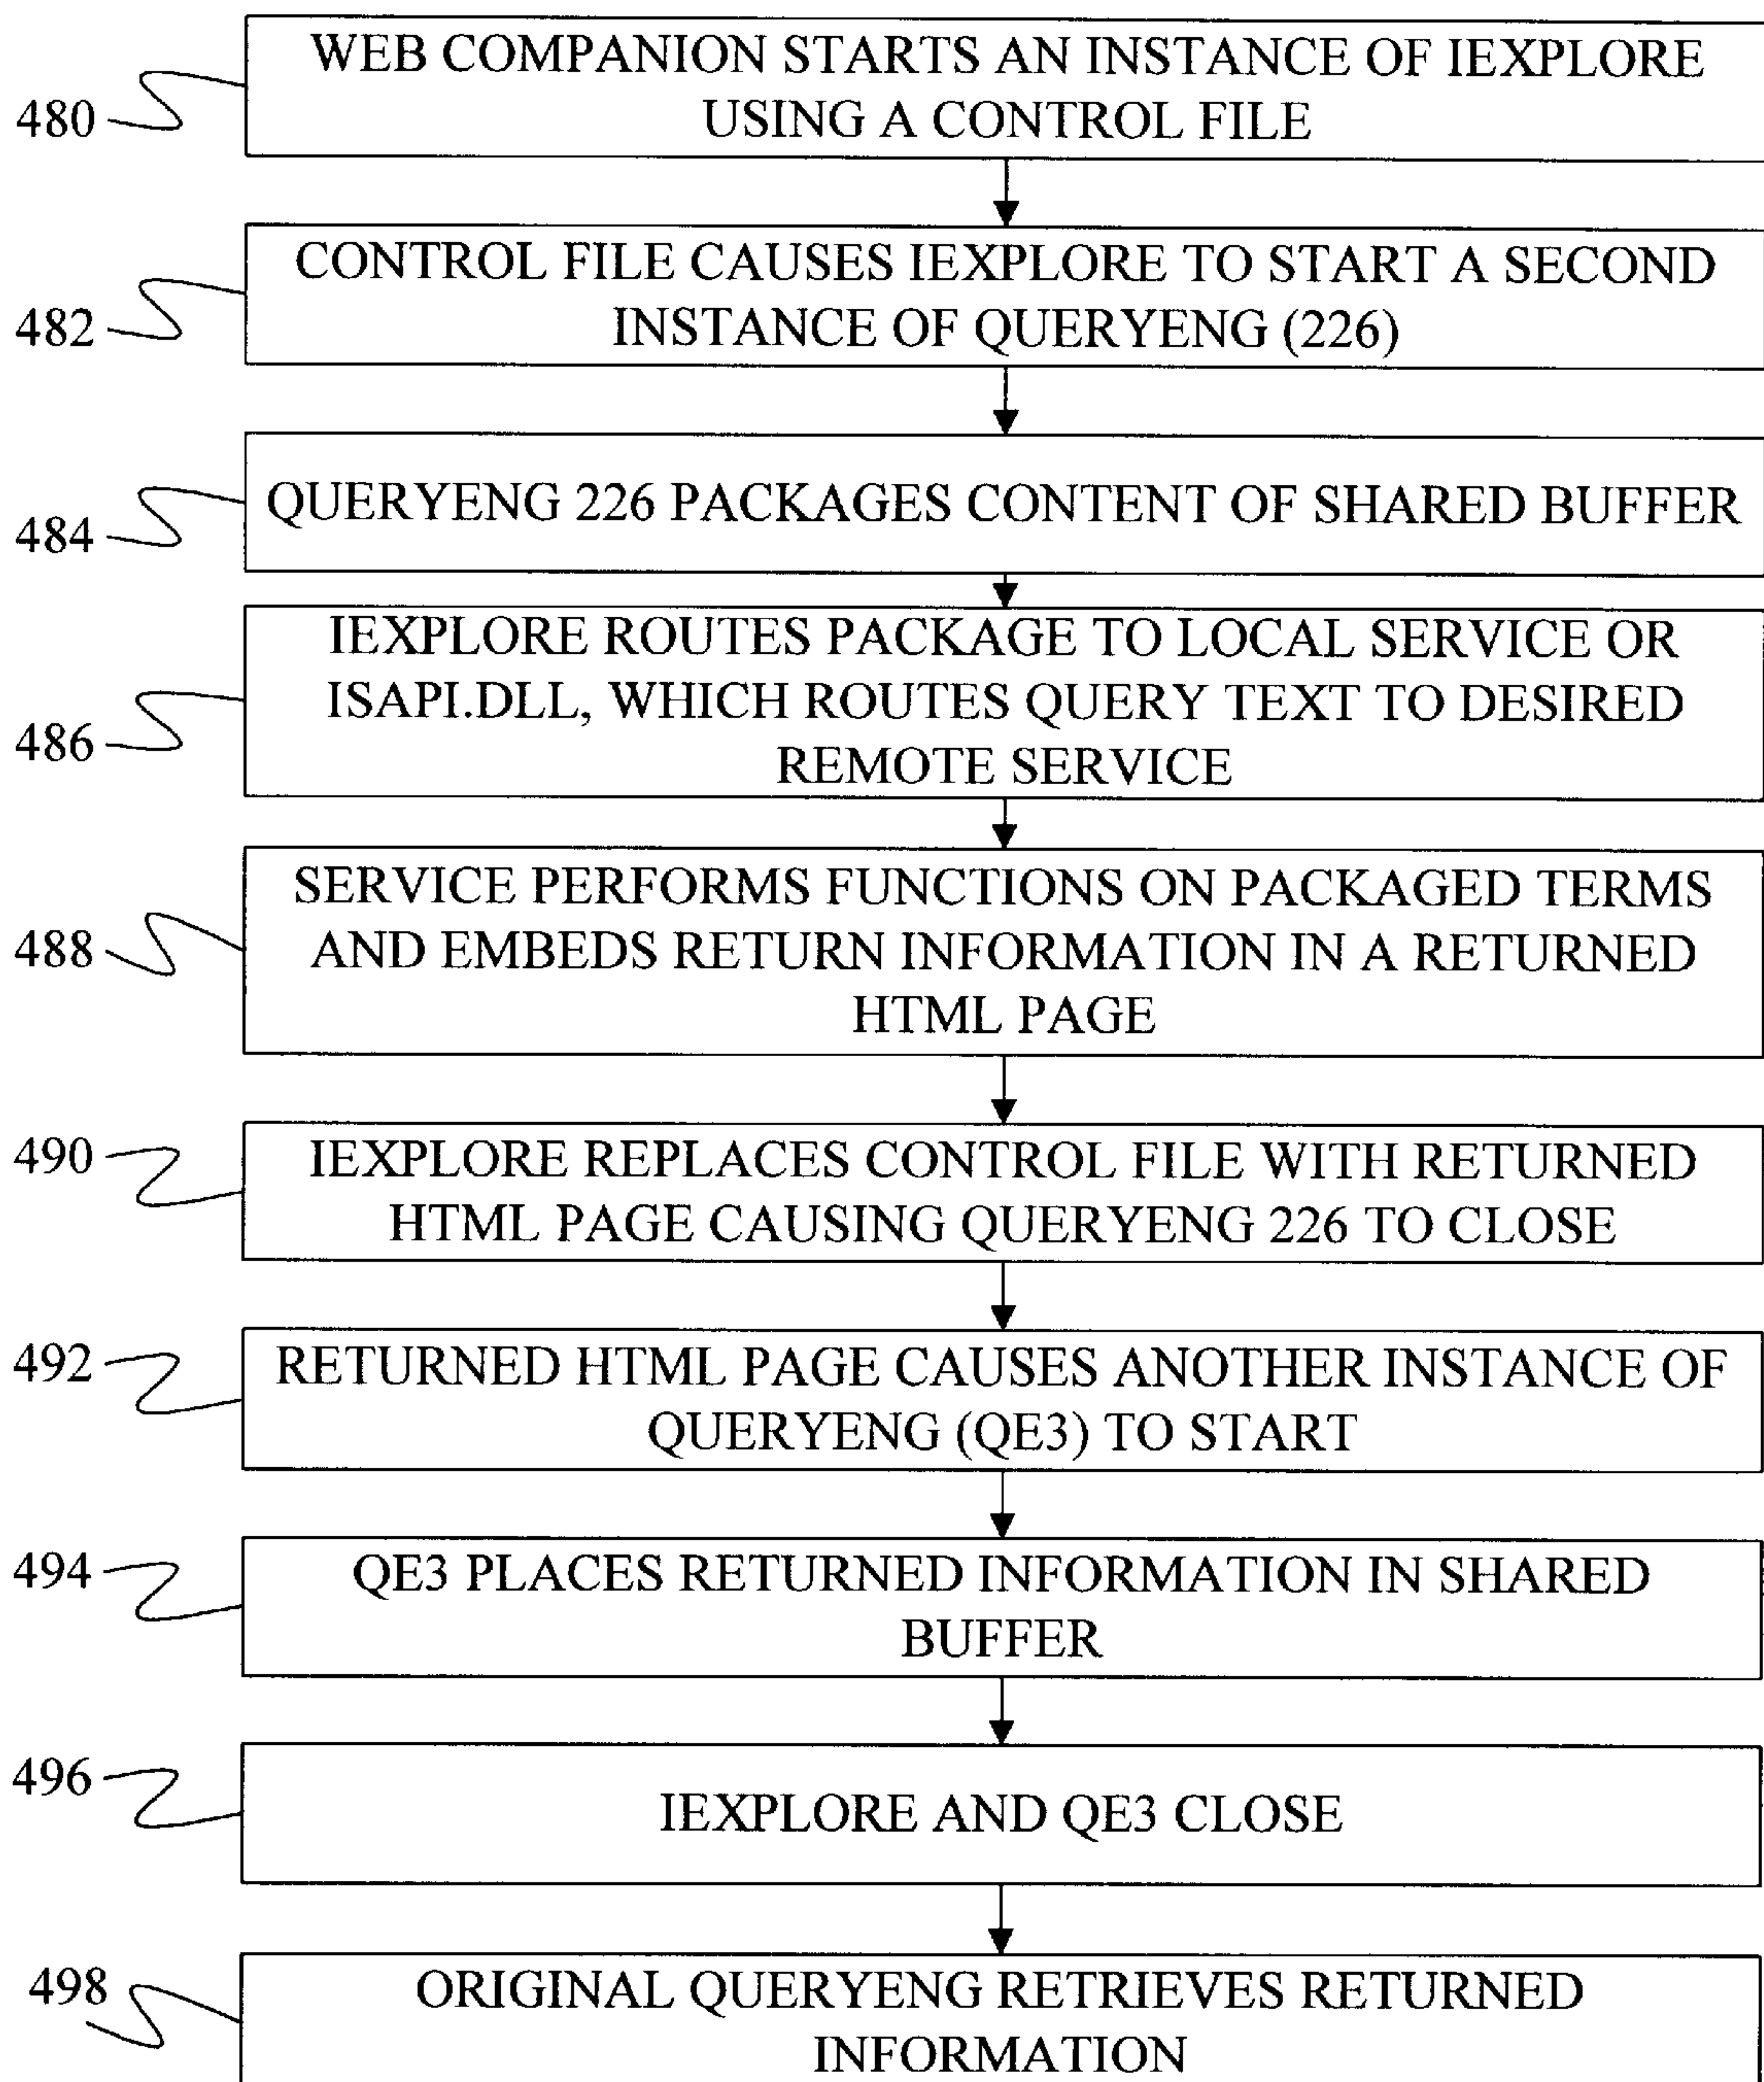 WEB COMPANION STARTS AN INSTANCE OF IEXPLORE
USING A CONTROL FILE
480
CONTROL FILE CAUSES IEXPLORE TO START A SECOND
INSTANCE OF QUERYENG (226)
482
QUERYENG 226 PACKAGES CONTENT OF SHARED BUFFER
484
IEXPLORE ROUTES PACKAGE TO LOCAL SERVICE OR
ISAPI.DLL, WHICH ROUTES QUERY TEXT TO DESIRED
REMOTE SERVICE
486
SERVICE PERFORMS FUNCTIONS ON PACKAGED TERMS
AND EMBEDS RETURN INFORMATION IN A RETURNED
HTML PAGE
488
490
IEXPLORE REPLACES CONTROL FILE WITH RETURNED
HTML PAGE CAUSING QUERYENG 226 TO CLOSE
492
RETURNED HTML PAGE CAUSES ANOTHER INSTANCE OF
QUERYENG (QE3) TO START
494
QE3 PLACES RETURNED INFORMATION IN SHARED
BUFFER
496
IEXPLORE AND QE3 CLOSE
498
ORIGINAL QUERYENG RETRIEVES RETURNED
INFORMATION